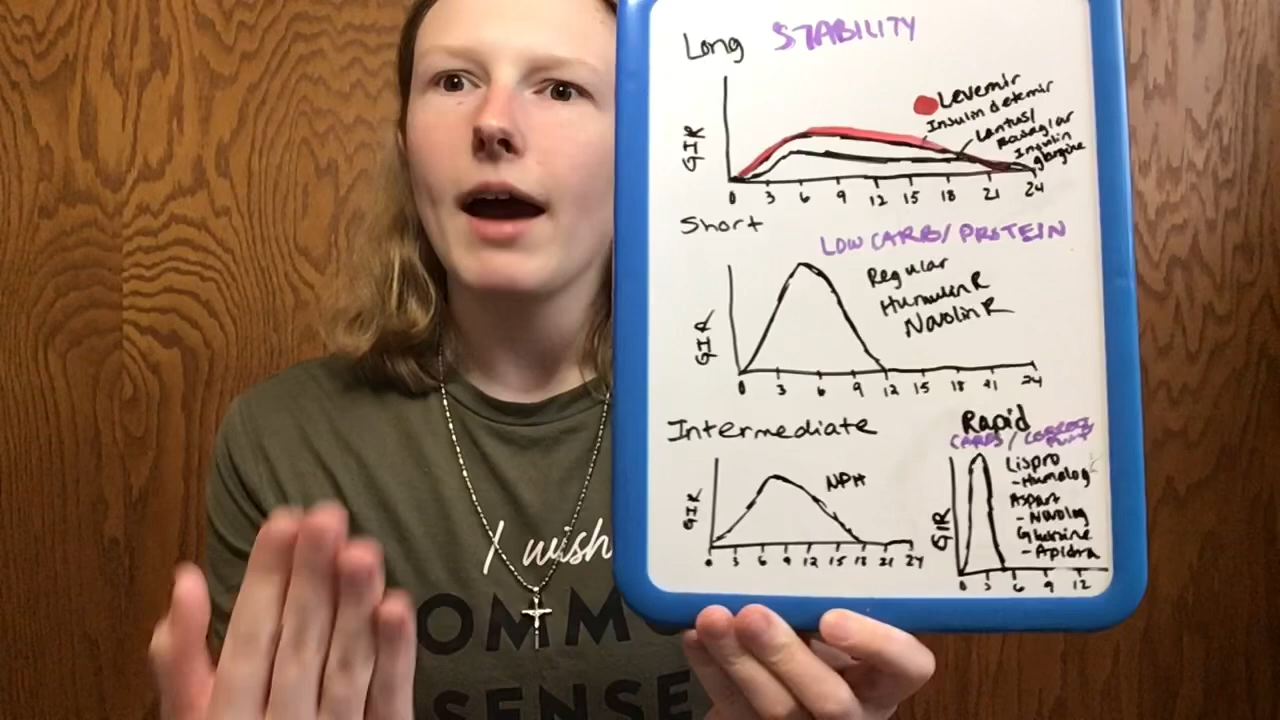 Long STABILITY
Levemir
Insulin detemir
Lantus/
Basaglar
Insulin
glargine
GIR
0 3 6 9 12 15 18 21 24
Short
LOW CARB/PROTEIN
Regular
Humulin R
Novolin R
GIR
0 3 6 9 12 15 18 21 24
Intermediate
NPH
GIR
0 3 6 9 12 15 18 21 24
Rapid
CARBS/
Lispro
-Humalog
Aspart
-Novolog
Glulisine
-Apidra
GIR
0 3 6 9 12
I wish
COMMO
SENSE